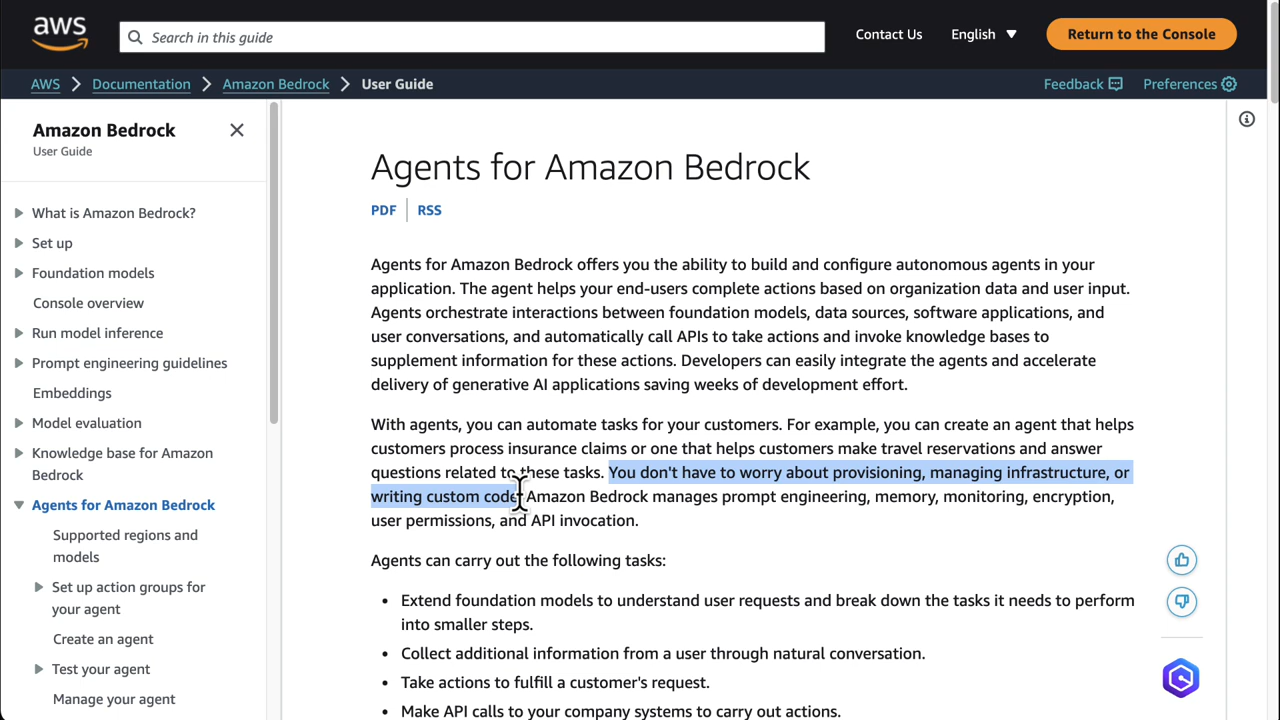 aws
Search in this guide
Contact Us
English
Return to the Console
AWS
Documentation
Amazon Bedrock
User Guide
Feedback
Preferences
Amazon Bedrock
User Guide
What is Amazon Bedrock?
Set up
Foundation models
Console overview
Run model inference
Prompt engineering guidelines
Embeddings
Model evaluation
Knowledge base for Amazon
Bedrock
Agents for Amazon Bedrock
Supported regions and
models
Set up action groups for
your agent
Create an agent
Test your agent
Manage your agent
Agents for Amazon Bedrock
PDF
RSS
Agents for Amazon Bedrock offers you the ability to build and configure autonomous agents in your
application. The agent helps your end-users complete actions based on organization data and user input.
Agents orchestrate interactions between foundation models, data sources, software applications, and
user conversations, and automatically call APIs to take actions and invoke knowledge bases to
supplement information for these actions. Developers can easily integrate the agents and accelerate
delivery of generative AI applications saving weeks of development effort.
With agents, you can automate tasks for your customers. For example, you can create an agent that helps
customers process insurance claims or one that helps customers make travel reservations and answer
questions related to these tasks. You don't have to worry about provisioning, managing infrastructure, or
writing custom code. Amazon Bedrock manages prompt engineering, memory, monitoring, encryption,
user permissions, and API invocation.
Agents can carry out the following tasks:
• Extend foundation models to understand user requests and break down the tasks it needs to perform
into smaller steps.
• Collect additional information from a user through natural conversation.
• Take actions to fulfill a customer's request.
• Make API calls to your company systems to carry out actions.